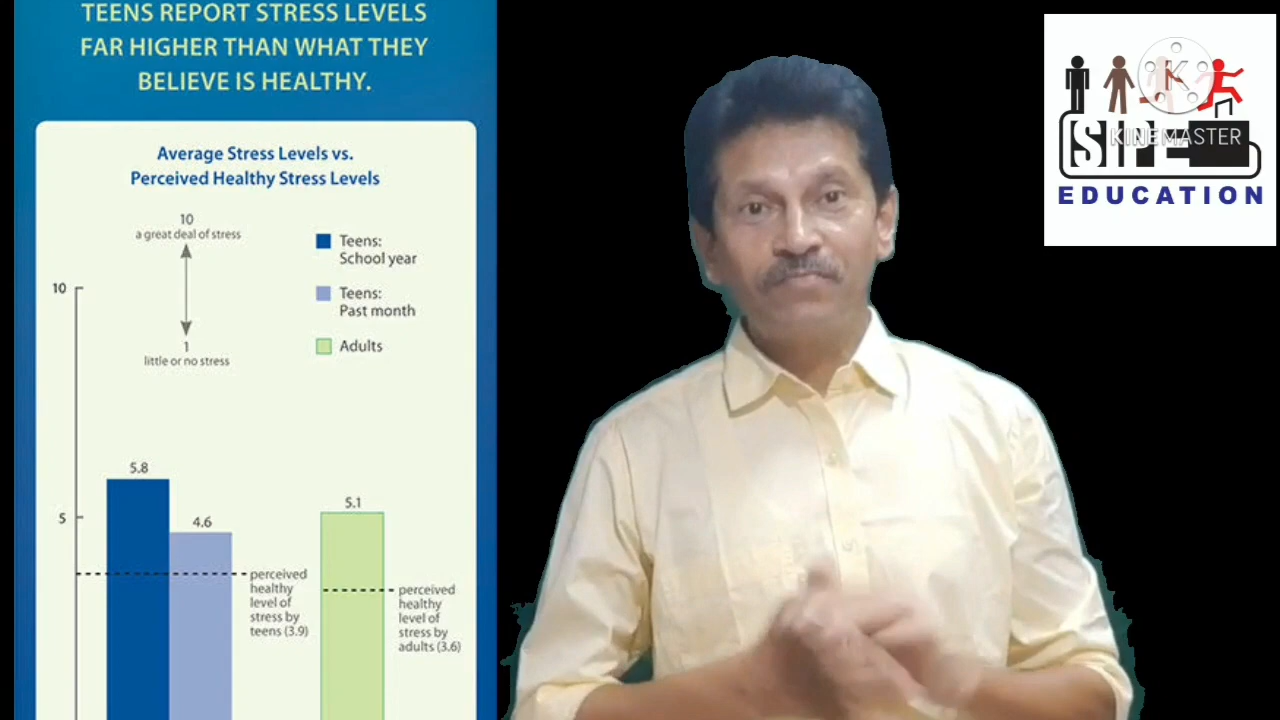 TEENS REPORT STRESS LEVELS
FAR HIGHER THAN WHAT THEY
BELIEVE IS HEALTHY.
Average Stress Levels vs.
Perceived Healthy Stress Levels
10
a great deal of stress
1
little or no stress
Teens:
School year
Teens:
Past month
Adults
10
5.8
5.1
5
4.6
perceived
healthy
level of
stress by
teens (3.9)
perceived
healthy
level of
stress by
adults (3.6)
K
KINEMASTER
EDUCATION